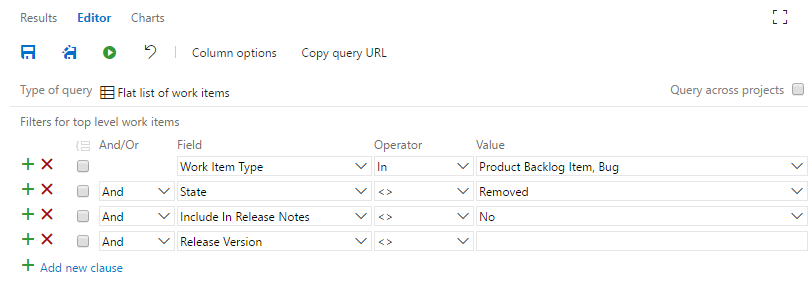 Results Editor Charts
Column options Copy query URL
Type of query Flat list of work items Query across projects
Filters for top level work items
And/Or Field Operator Value
Work Item Type In Product Backlog Item, Bug
And State <> Removed
And Include In Release Notes <> No
And Release Version <>
Add new clause